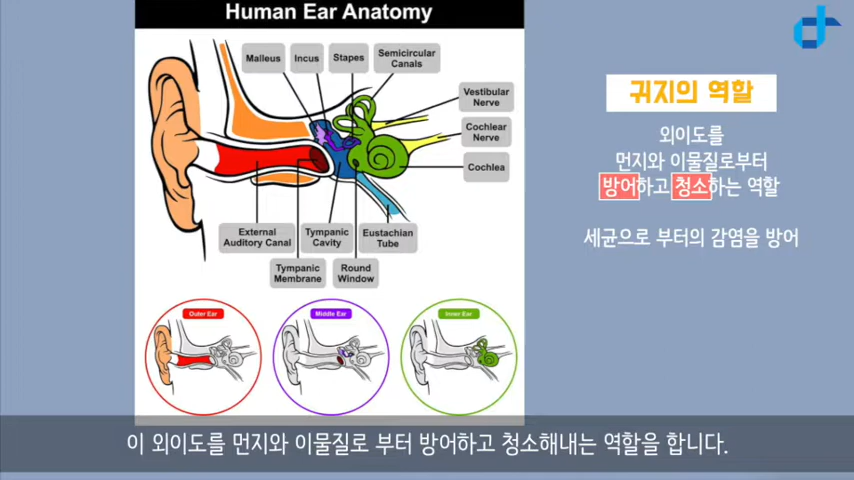 Human Ear Anatomy
Malleus
Incus
Stapes
Semicircular
Canals
Vestibular
Nerve
Cochlear
Nerve
Cochlea
External
Auditory Canal
Tympanic
Cavity
Eustachian
Tube
Tympanic
Membrane
Round
Window
Outer Ear
Middle Ear
Inner Ear
귀지의 역할
외이도를
먼지와 이물질로부터
방어하고 청소하는 역할
세균으로 부터의 감염을 방어
이 외이도를 먼지와 이물질로 부터 방어하고 청소해내는 역할을 합니다.